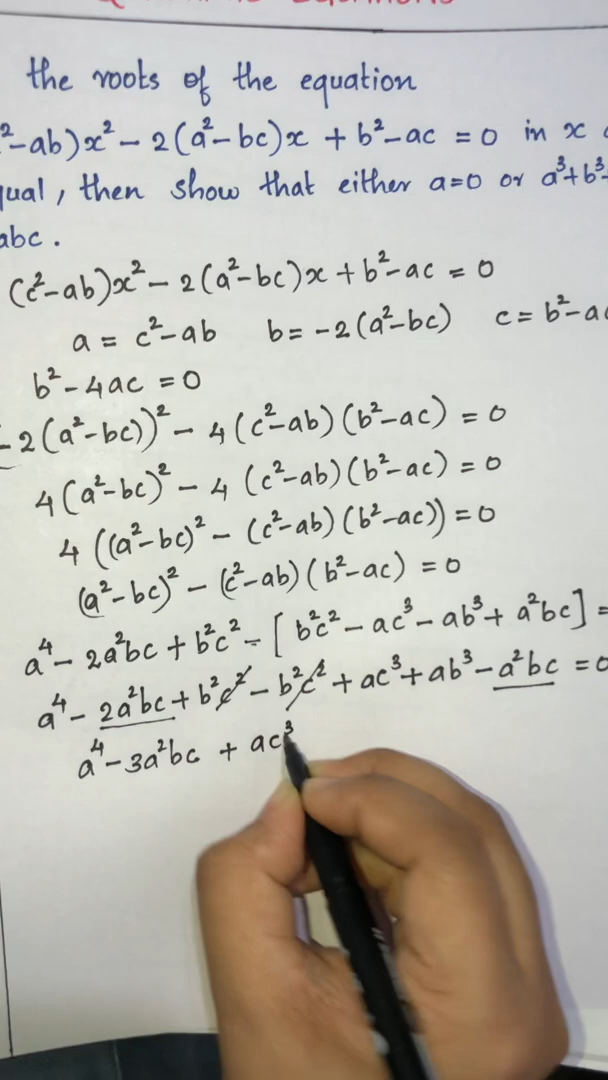 the roots of the equation
²-ab)x² - 2(a²-bc)x + b²-ac = 0 in x
qual, then show that either a=0 or a³+b³
abc.
(c²-ab)x² - 2(a²-bc)x + b²-ac = 0
a = c²-ab b = -2(a²-bc) c = b²-ac
b² - 4ac = 0
-2(a²-bc))² - 4(c²-ab)(b²-ac) = 0
4(a²-bc)² - 4(c²-ab)(b²-ac) = 0
4((a²-bc)² - (c²-ab)(b²-ac)) = 0
(a²-bc)² - (c²-ab)(b²-ac) = 0
a⁴ - 2a²bc + b²c² - [b²c² - ac³ - ab³ + a²bc] =
a⁴ - 2a²bc + b²c² - b²c² + ac³ + ab³ - a²bc = 0
a⁴ - 3a²bc + ac³